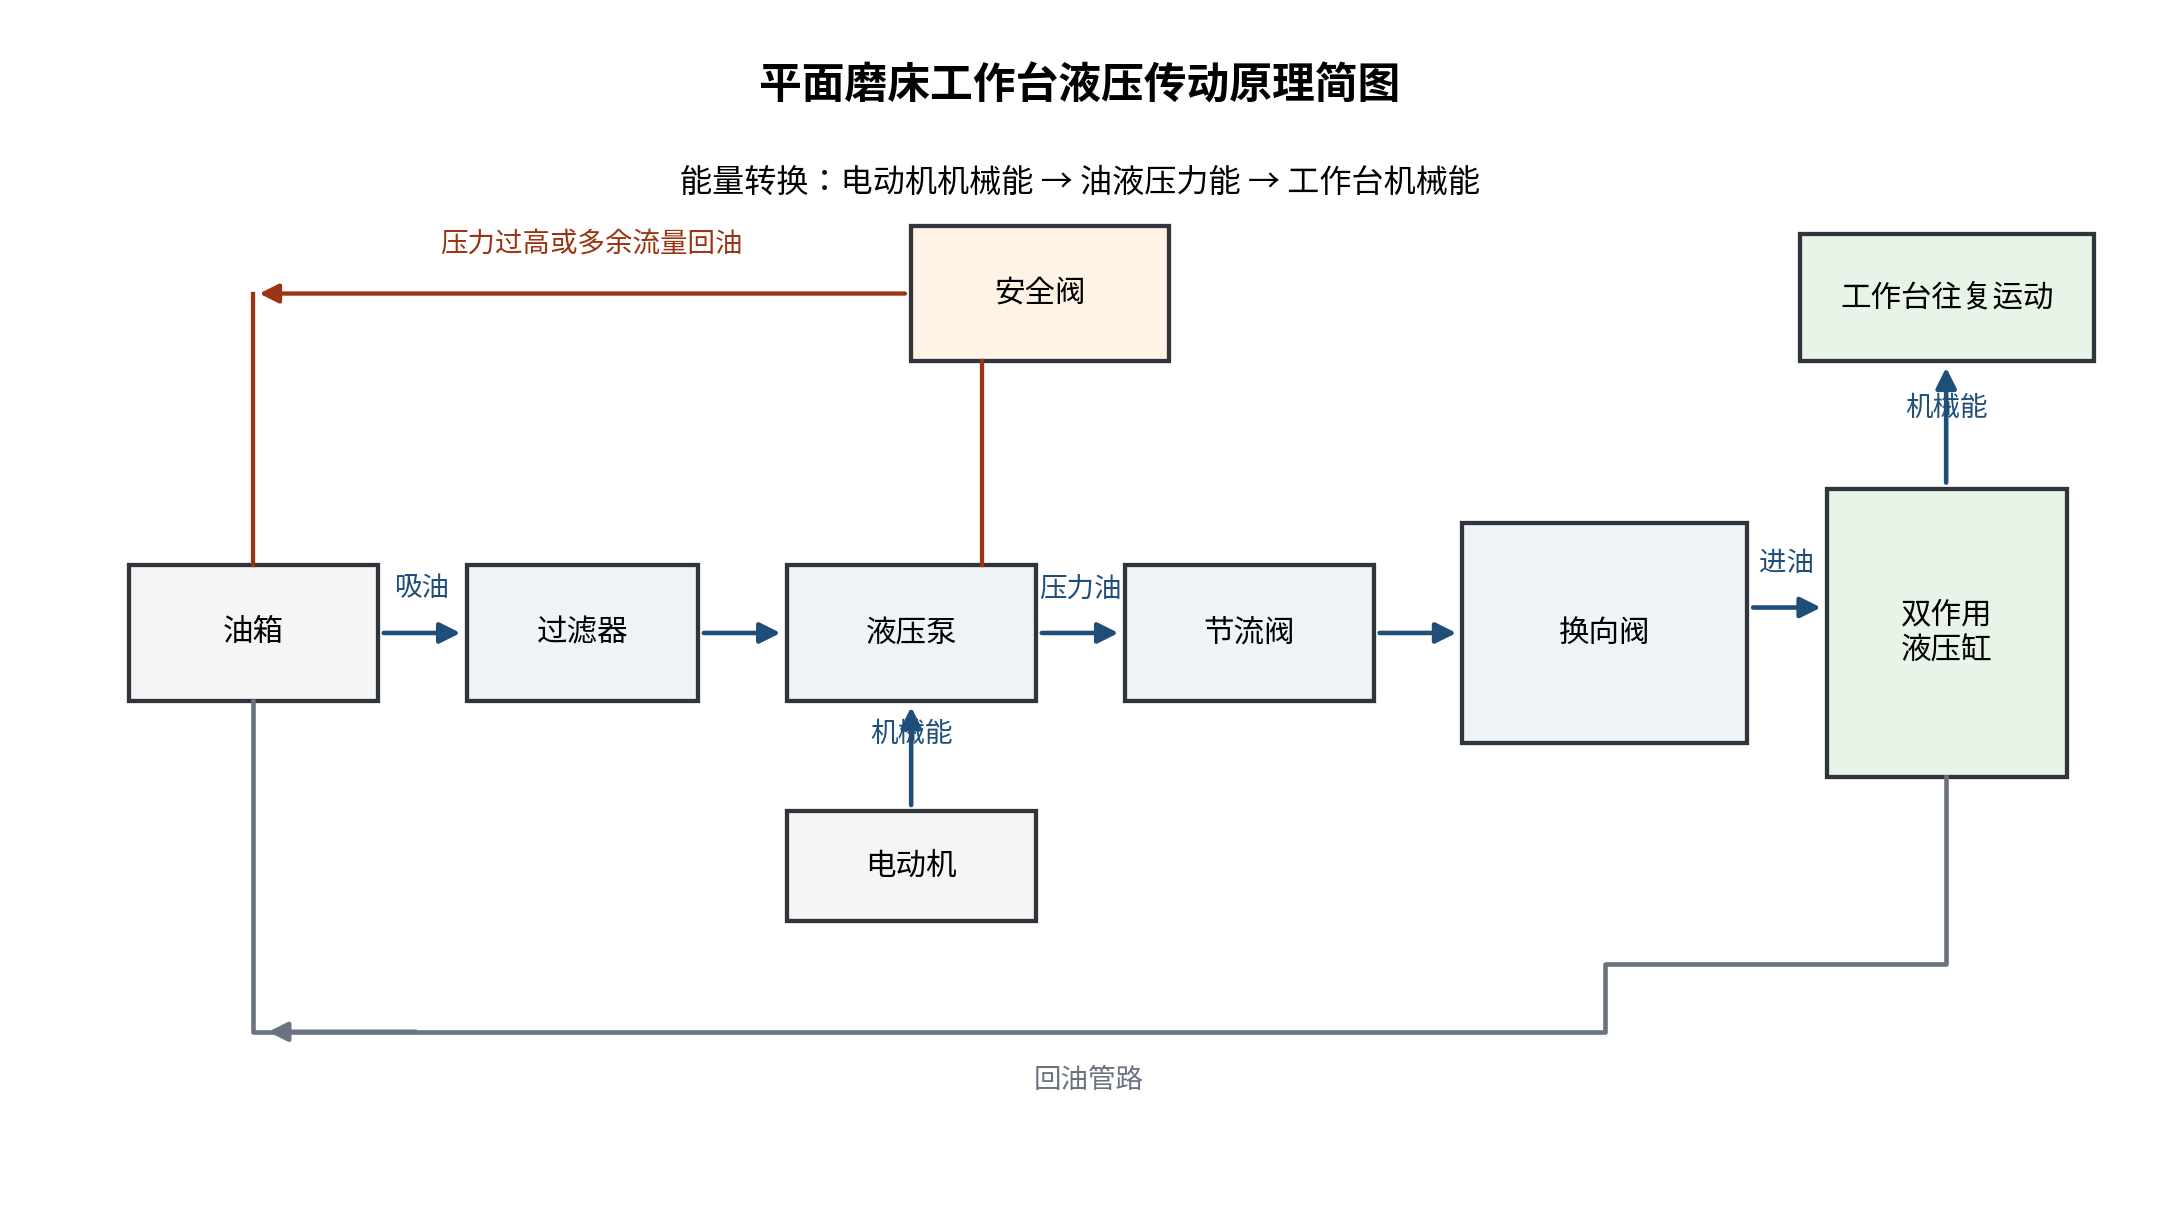 平面磨床工作台液压传动原理简图
能量转换：电动机机械能 → 油液压力能 → 工作台机械能
压力过高或多余流量回油
安全阀
工作台往复运动
机械能
油箱
吸油
过滤器
液压泵
压力油
节流阀
换向阀
进油
双作用
液压缸
机械能
电动机
回油管路